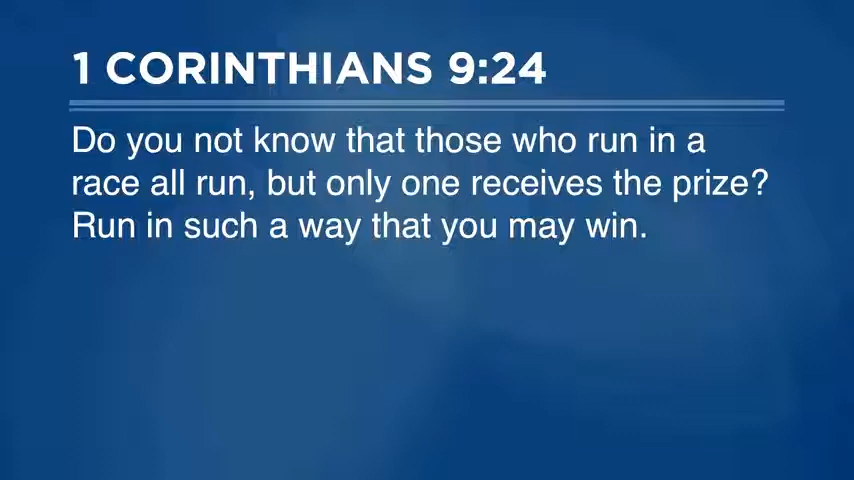 1 CORINTHIANS 9:24
Do you not know that those who run in a
race all run, but only one receives the prize?
Run in such a way that you may win.